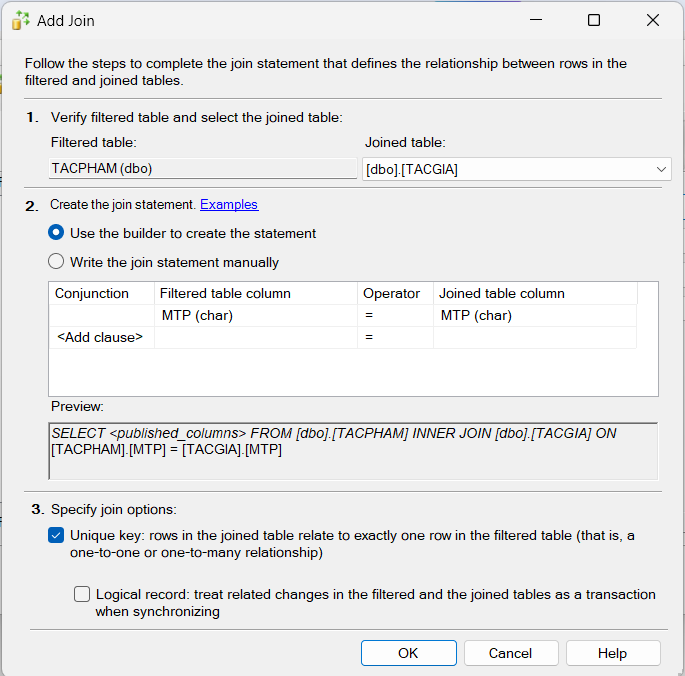 Add Join
Follow the steps to complete the join statement that defines the relationship between rows in the
filtered and joined tables.
1. Verify filtered table and select the joined table:
Filtered table: Joined table:
TACPHAM (dbo) [dbo].[TACGIA]
2. Create the join statement. Examples
Use the builder to create the statement
Write the join statement manually
Conjunction Filtered table column Operator Joined table column
MTP (char) = MTP (char)
<Add clause> =
Preview:
SELECT <published_columns> FROM [dbo].[TACPHAM] INNER JOIN [dbo].[TACGIA] ON
[TACPHAM].[MTP] = [TACGIA].[MTP]
3. Specify join options:
Unique key: rows in the joined table relate to exactly one row in the filtered table (that is, a
one-to-one or one-to-many relationship)
Logical record: treat related changes in the filtered and the joined tables as a transaction
when synchronizing
OK Cancel Help